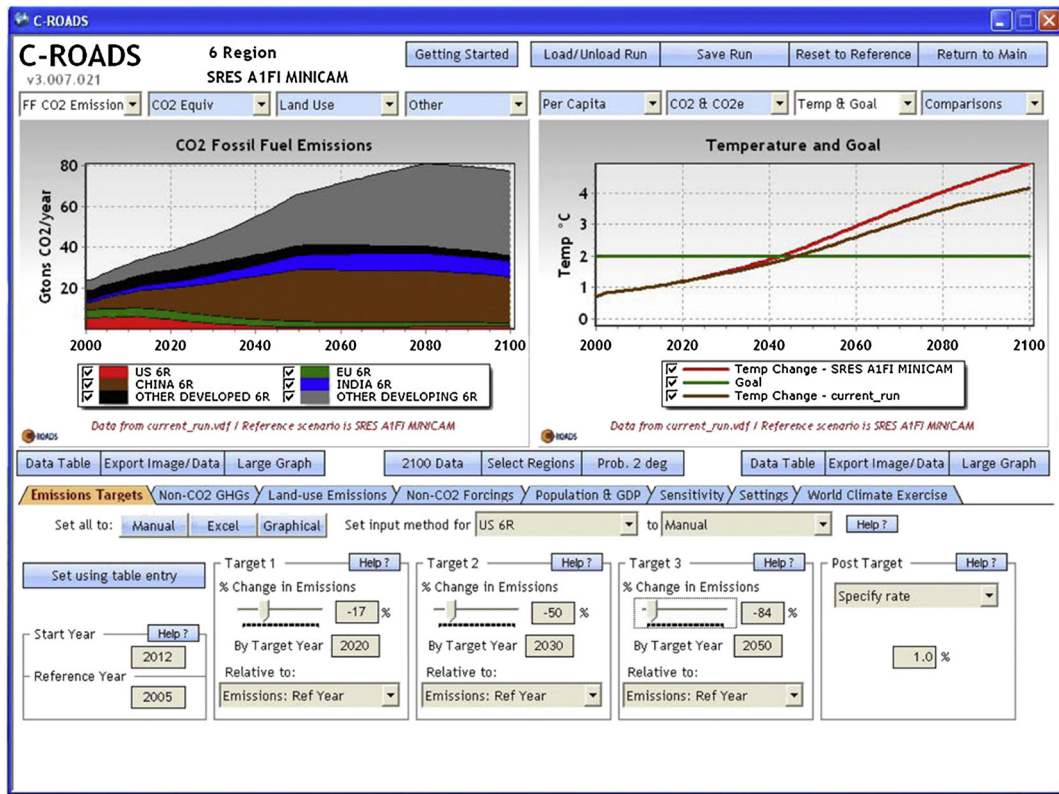 C-ROADS
C-ROADS
v3.007.021
6 Region
SRES A1FI MINICAM
Getting Started
Load/Unload Run
Save Run
Reset to Reference
Return to Main
FF CO2 Emission
CO2 Equiv
Land Use
Other
Per Capita
CO2 & CO2e
Temp & Goal
Comparisons
CO2 Fossil Fuel Emissions
Gtons CO2/year
80
60
40
20
2000 2020 2040 2060 2080 2100
US 6R
EU 6R
CHINA 6R
INDIA 6R
OTHER DEVELOPED 6R
OTHER DEVELOPING 6R
Data from current_run.vdf / Reference scenario is SRES A1FI MINICAM
C-ROADS
Temperature and Goal
Temp °C
4
3
2
1
0
2000 2020 2040 2060 2080 2100
Temp Change - SRES A1FI MINICAM
Goal
Temp Change - current_run
Data from current_run.vdf / Reference scenario is SRES A1FI MINICAM
C-ROADS
Data Table
Export Image/Data
Large Graph
2100 Data
Select Regions
Prob. 2 deg
Data Table
Export Image/Data
Large Graph
Emissions Targets
Non-CO2 GHGs
Land-use Emissions
Non-CO2 Forcings
Population & GDP
Sensitivity
Settings
World Climate Exercise
Set all to:
Manual
Excel
Graphical
Set input method for
US 6R
to
Manual
Help ?
Set using table entry
Start Year
Help ?
2012
Reference Year
2005
Target 1
Help ?
% Change in Emissions
-17 %
By Target Year 2020
Relative to:
Emissions: Ref Year
Target 2
Help ?
% Change in Emissions
-50 %
By Target Year 2030
Relative to:
Emissions: Ref Year
Target 3
Help ?
% Change in Emissions
-84 %
By Target Year 2050
Relative to:
Emissions: Ref Year
Post Target
Help ?
Specify rate
1.0 %